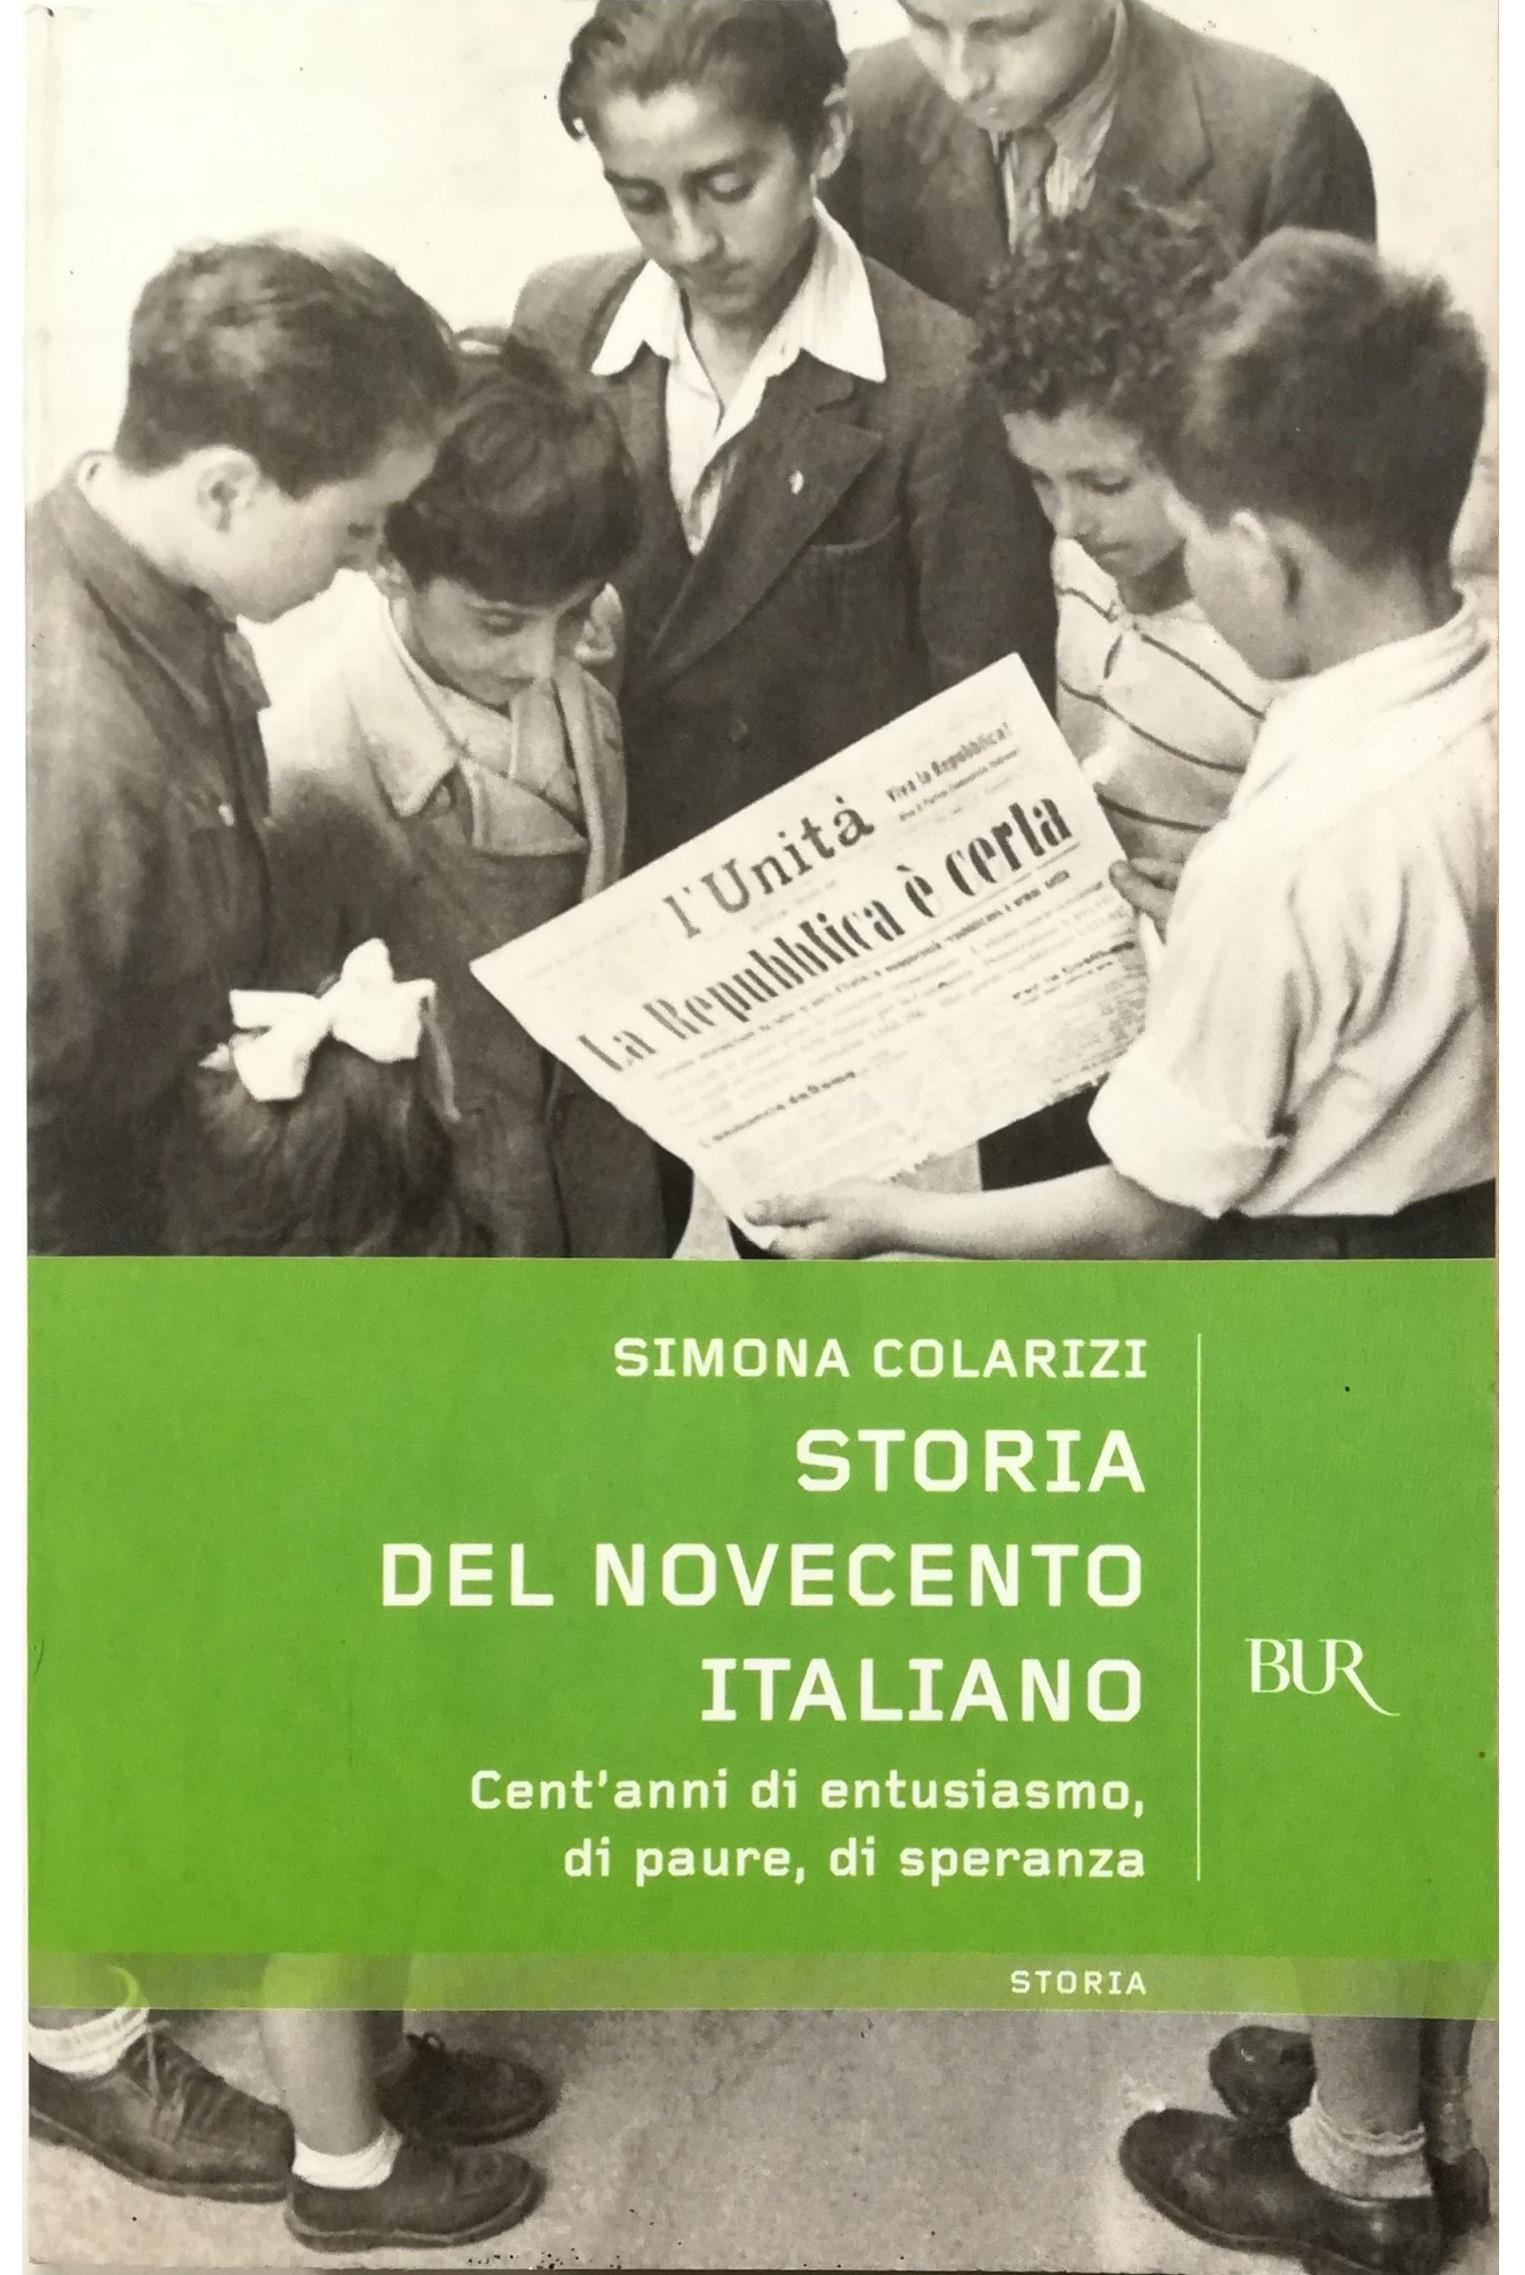 l'Unità
Viva la Repubblica!
La Repubblica è certa
SIMONA COLARIZI
STORIA
DEL NOVECENTO
ITALIANO
BUR
Cent'anni di entusiasmo,
di paure, di speranza
STORIA